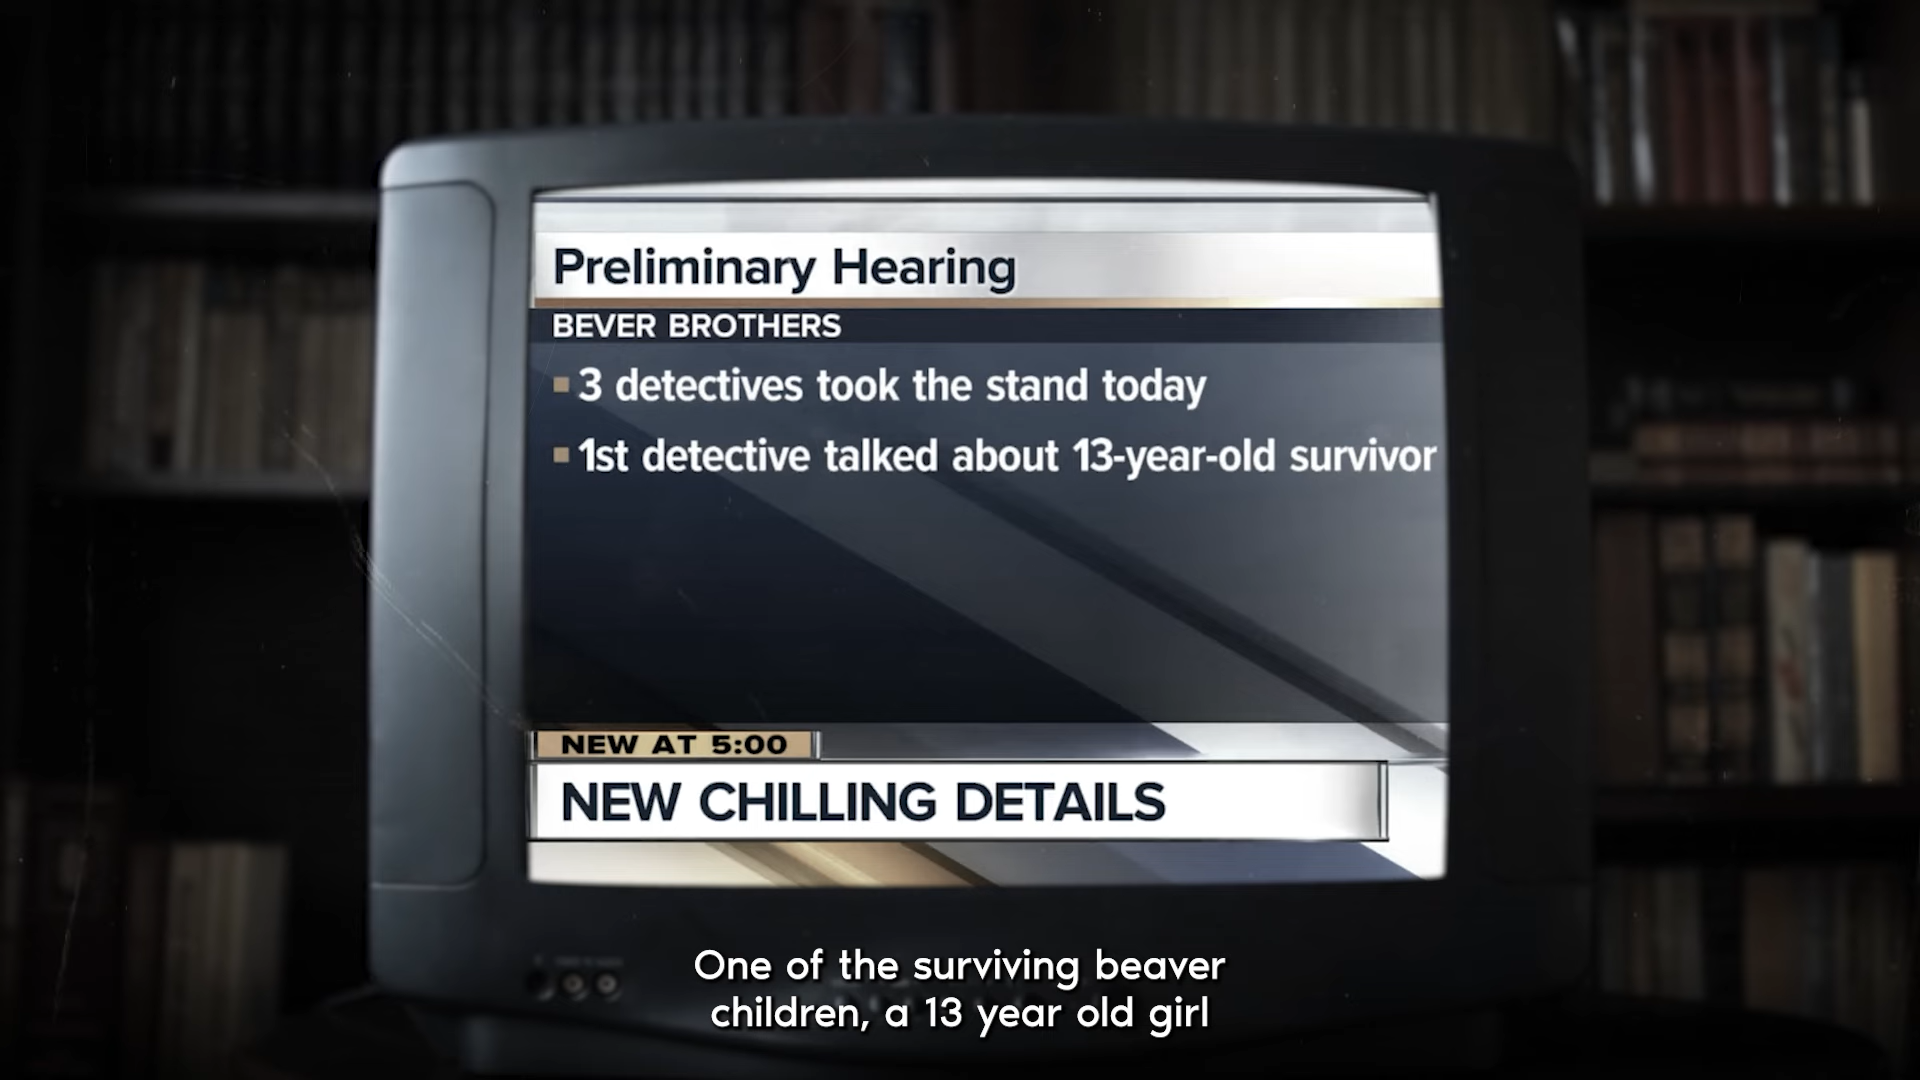 Preliminary Hearing
BEVER BROTHERS
3 detectives took the stand today
1st detective talked about 13-year-old survivor
NEW AT 5:00
NEW CHILLING DETAILS
One of the surviving beaver
children, a 13 year old girl